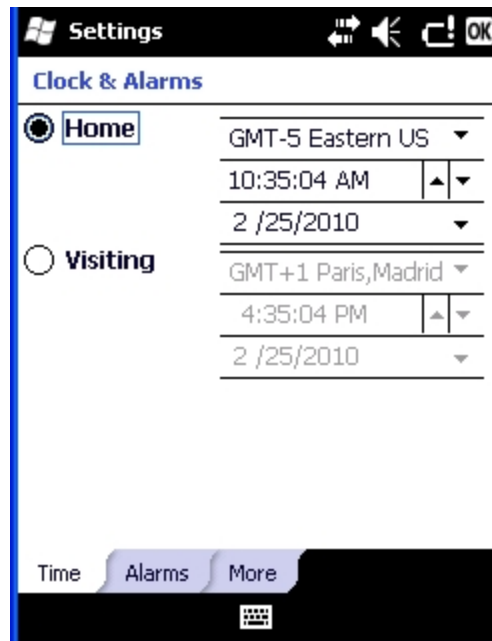 Settings OK
Clock & Alarms
Home
GMT-5 Eastern US
10:35:04 AM
2 /25/2010
Visiting
GMT+1 Paris,Madrid
4:35:04 PM
2 /25/2010
Time Alarms More